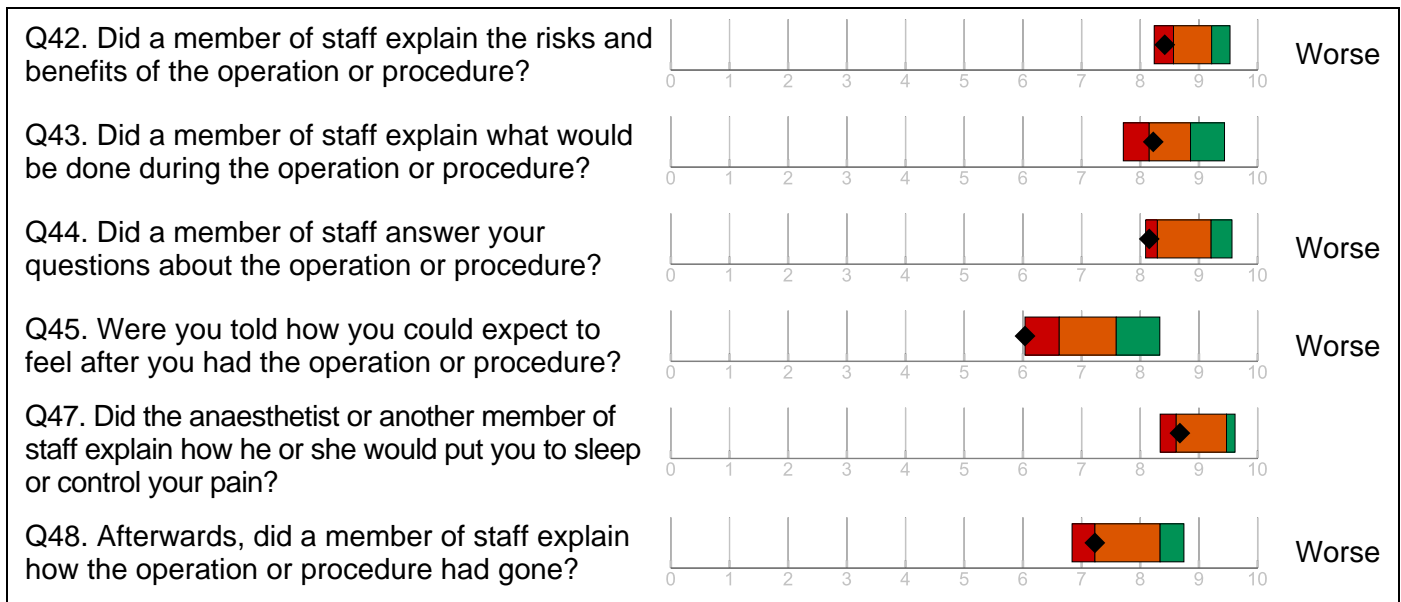 Q42. Did a member of staff explain the risks and
benefits of the operation or procedure?
0 1 2 3 4 5 6 7 8 9 10
Worse
Q43. Did a member of staff explain what would
be done during the operation or procedure?
0 1 2 3 4 5 6 7 8 9 10
Q44. Did a member of staff answer your
questions about the operation or procedure?
0 1 2 3 4 5 6 7 8 9 10
Worse
Q45. Were you told how you could expect to
feel after you had the operation or procedure?
0 1 2 3 4 5 6 7 8 9 10
Worse
Q47. Did the anaesthetist or another member of
staff explain how he or she would put you to sleep
or control your pain?
0 1 2 3 4 5 6 7 8 9 10
Q48. Afterwards, did a member of staff explain
how the operation or procedure had gone?
0 1 2 3 4 5 6 7 8 9 10
Worse